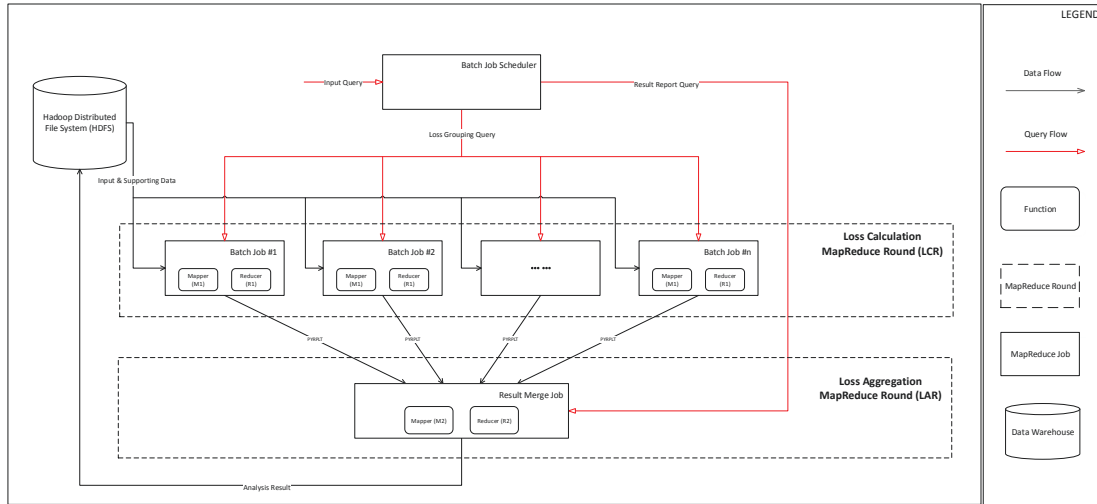 LEGEND
Batch Job Scheduler
Input Query
Result Report Query
Data Flow
Hadoop Distributed
File System (HDFS)
Loss Grouping Query
Query Flow
Input & Supporting Data
Function
Loss Calculation
MapReduce Round (LCR)
Batch Job #1
Batch Job #2
... ...
Batch Job #n
Mapper
(M1)
Reducer
(R1)
Mapper
(M1)
Reducer
(R1)
Mapper
(M1)
Reducer
(R1)
MapReduce Round
PYRPLT
PYRPLT
PYRPLT
PYRPLT
MapReduce Job
Loss Aggregation
MapReduce Round (LAR)
Result Merge Job
Mapper (M2)
Reducer (R2)
Data Warehouse
Analysis Result